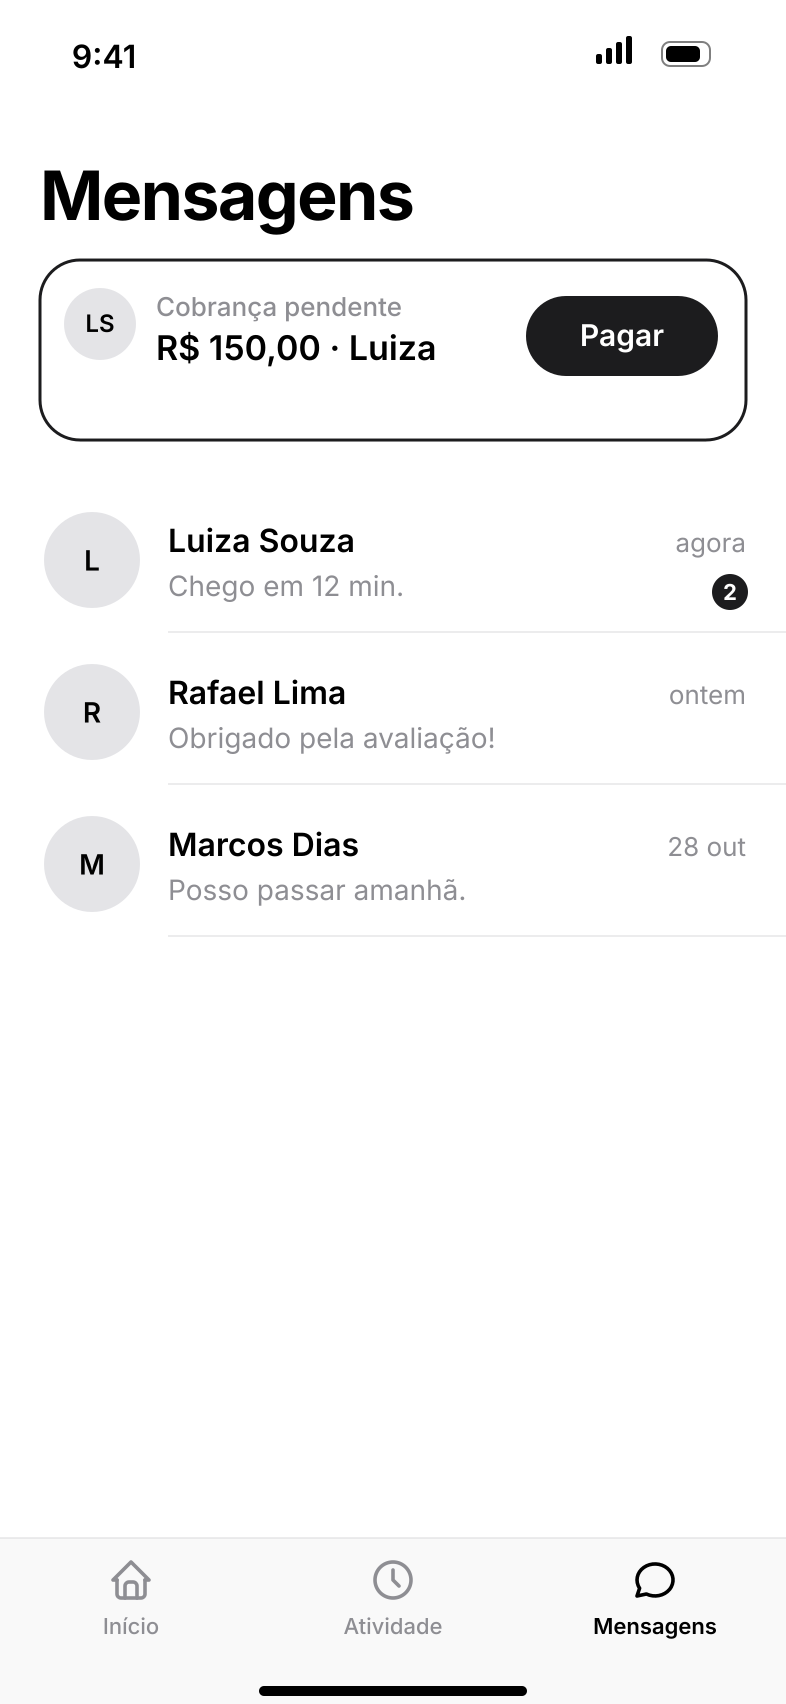 9:41
Mensagens
LS
Cobrança pendente
R$ 150,00 · Luiza
Pagar
L
Luiza Souza
agora
Chego em 12 min.
2
R
Rafael Lima
ontem
Obrigado pela avaliação!
M
Marcos Dias
28 out
Posso passar amanhã.
Início
Atividade
Mensagens